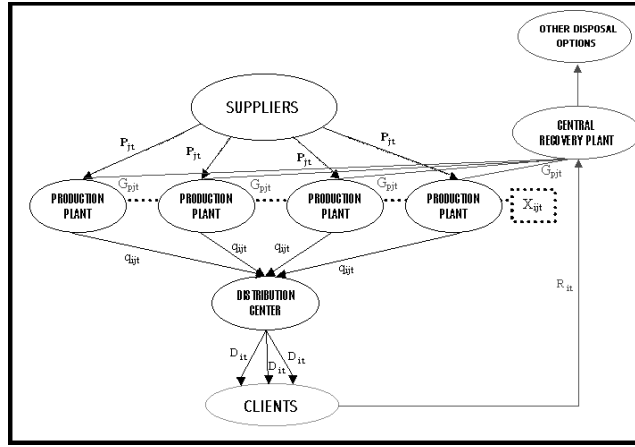 OTHER DISPOSAL
OPTIONS
SUPPLIERS
CENTRAL
RECOVERY PLANT
Pjt
Pjt
Pjt
Pjt
Gpjt
Gpjt
Gpjt
Gpjt
PRODUCTION
PLANT
PRODUCTION
PLANT
PRODUCTION
PLANT
PRODUCTION
PLANT
Xijt
qijt
qijt
qijt
qijt
DISTRIBUTION
CENTER
Rit
Dit
Dit
Dit
CLIENTS